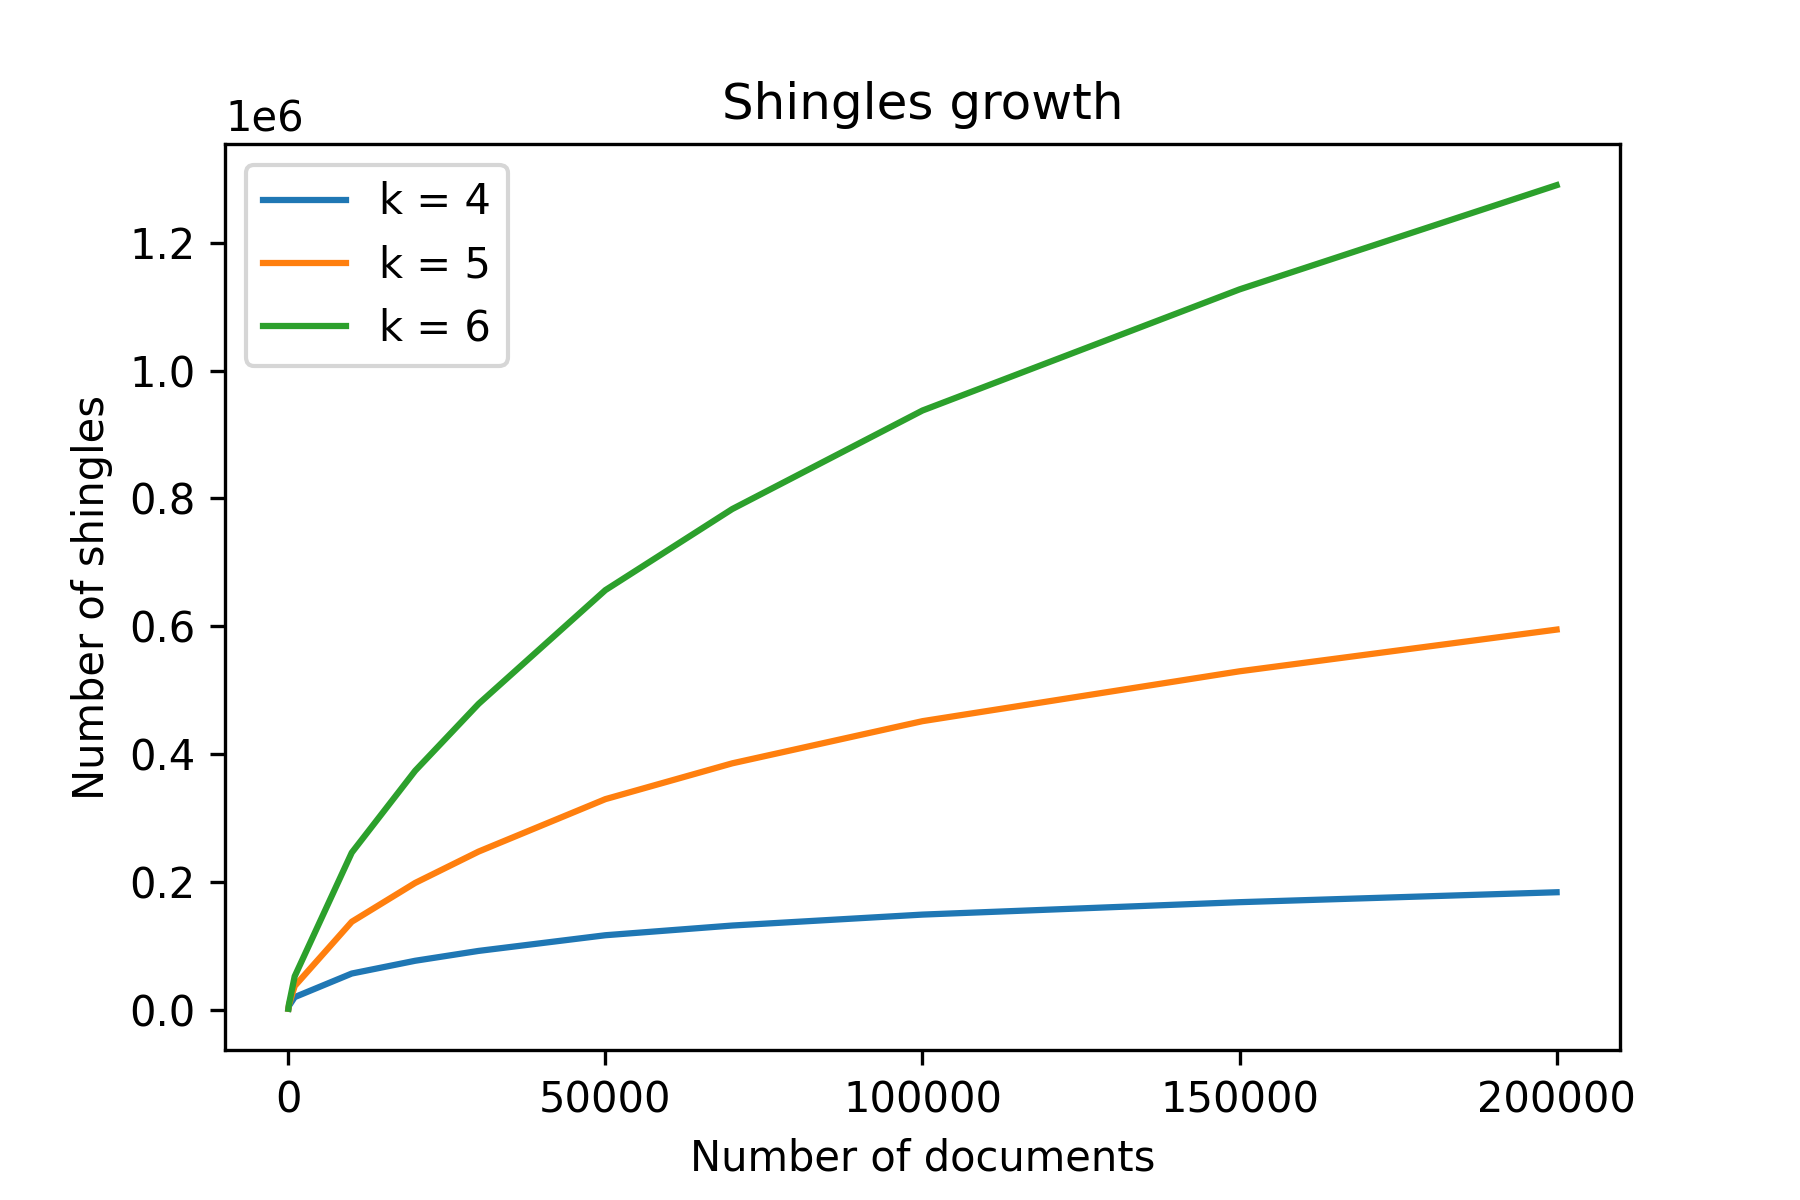 Shingles growth
1e6
k = 4
k = 5
k = 6
1.2
1.0
0.8
0.6
0.4
0.2
0.0
Number of shingles
0 50000 100000 150000 200000
Number of documents